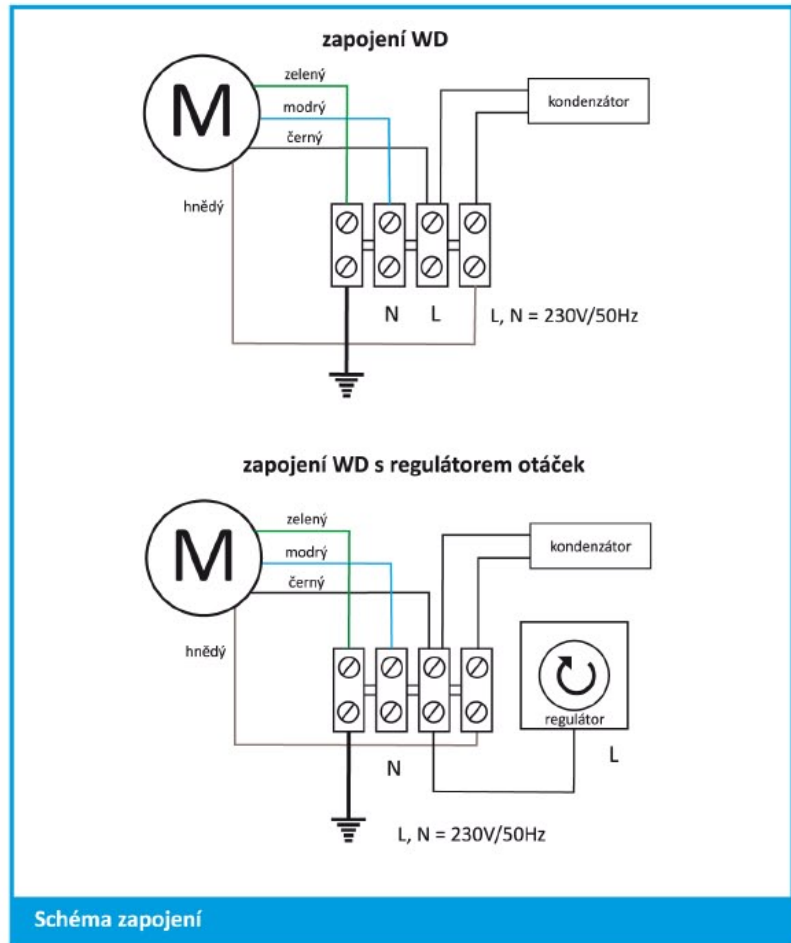 zapojení WD
M
zelený
modrý
černý
hnědý
kondenzátor
N L
L, N = 230V/50Hz
zapojení WD s regulátorem otáček
M
zelený
modrý
černý
hnědý
kondenzátor
regulátor
N
L
L, N = 230V/50Hz
Schéma zapojení